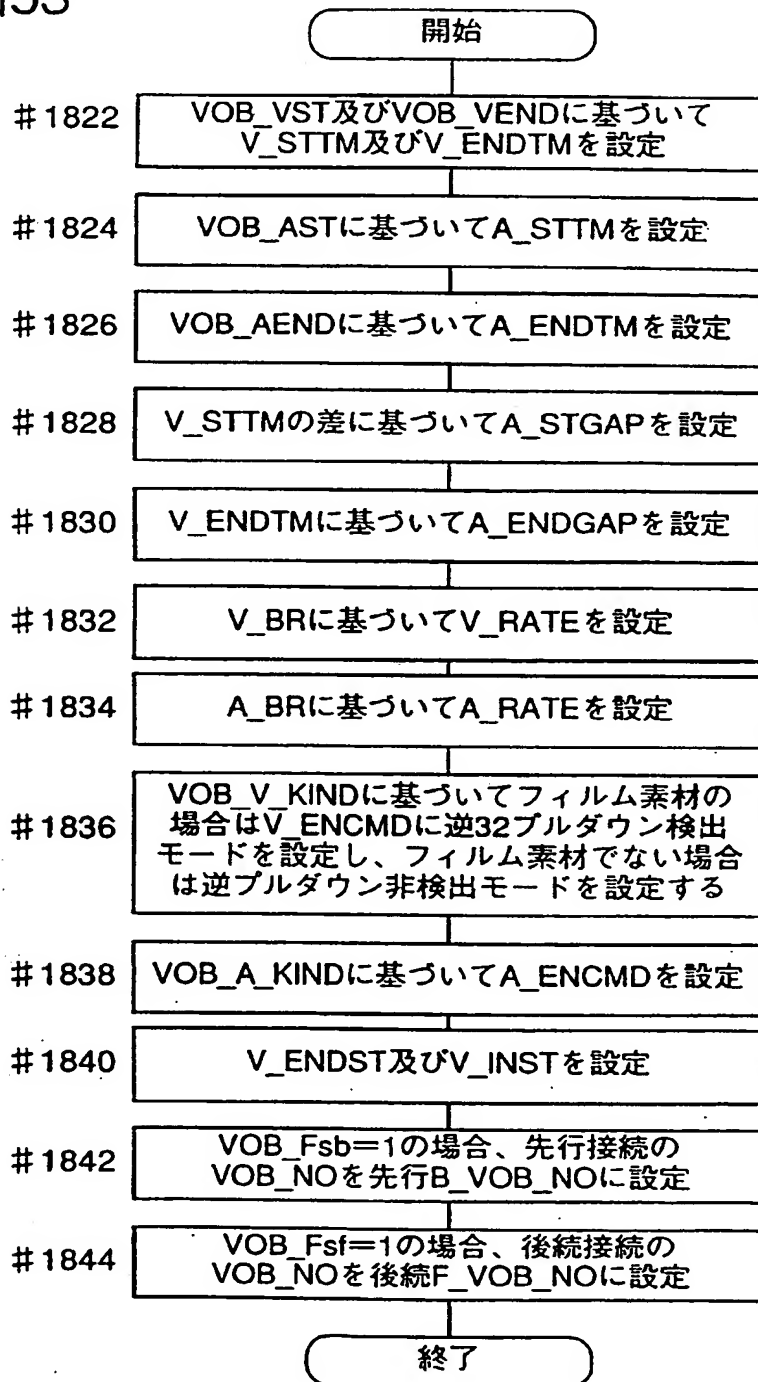 開始
#1822 VOB_VST及びVOB_VENDに基づいて
V_STTM及びV_ENDTMを設定
#1824 VOB_ASTに基づいてA_STTMを設定
#1826 VOB_AENDに基づいてA_ENDTMを設定
#1828 V_STTMの差に基づいてA_STGAPを設定
#1830 V_ENDTMに基づいてA_ENDGAPを設定
#1832 V_BRに基づいてV_RATEを設定
#1834 A_BRに基づいてA_RATEを設定
#1836 VOB_V_KINDに基づいてフィルム素材の
場合はV_ENCMDに逆32プルダウン検出
モードを設定し、フィルム素材でない場合
は逆プルダウン非検出モードを設定する
#1838 VOB_A_KINDに基づいてA_ENCMDを設定
#1840 V_ENDST及びV_INSTを設定
#1842 VOB_Fsb=1の場合、先行接続の
VOB_NOを先行B_VOB_NOに設定
#1844 VOB_Fsf=1の場合、後続接続の
VOB_NOを後続F_VOB_NOに設定
終了